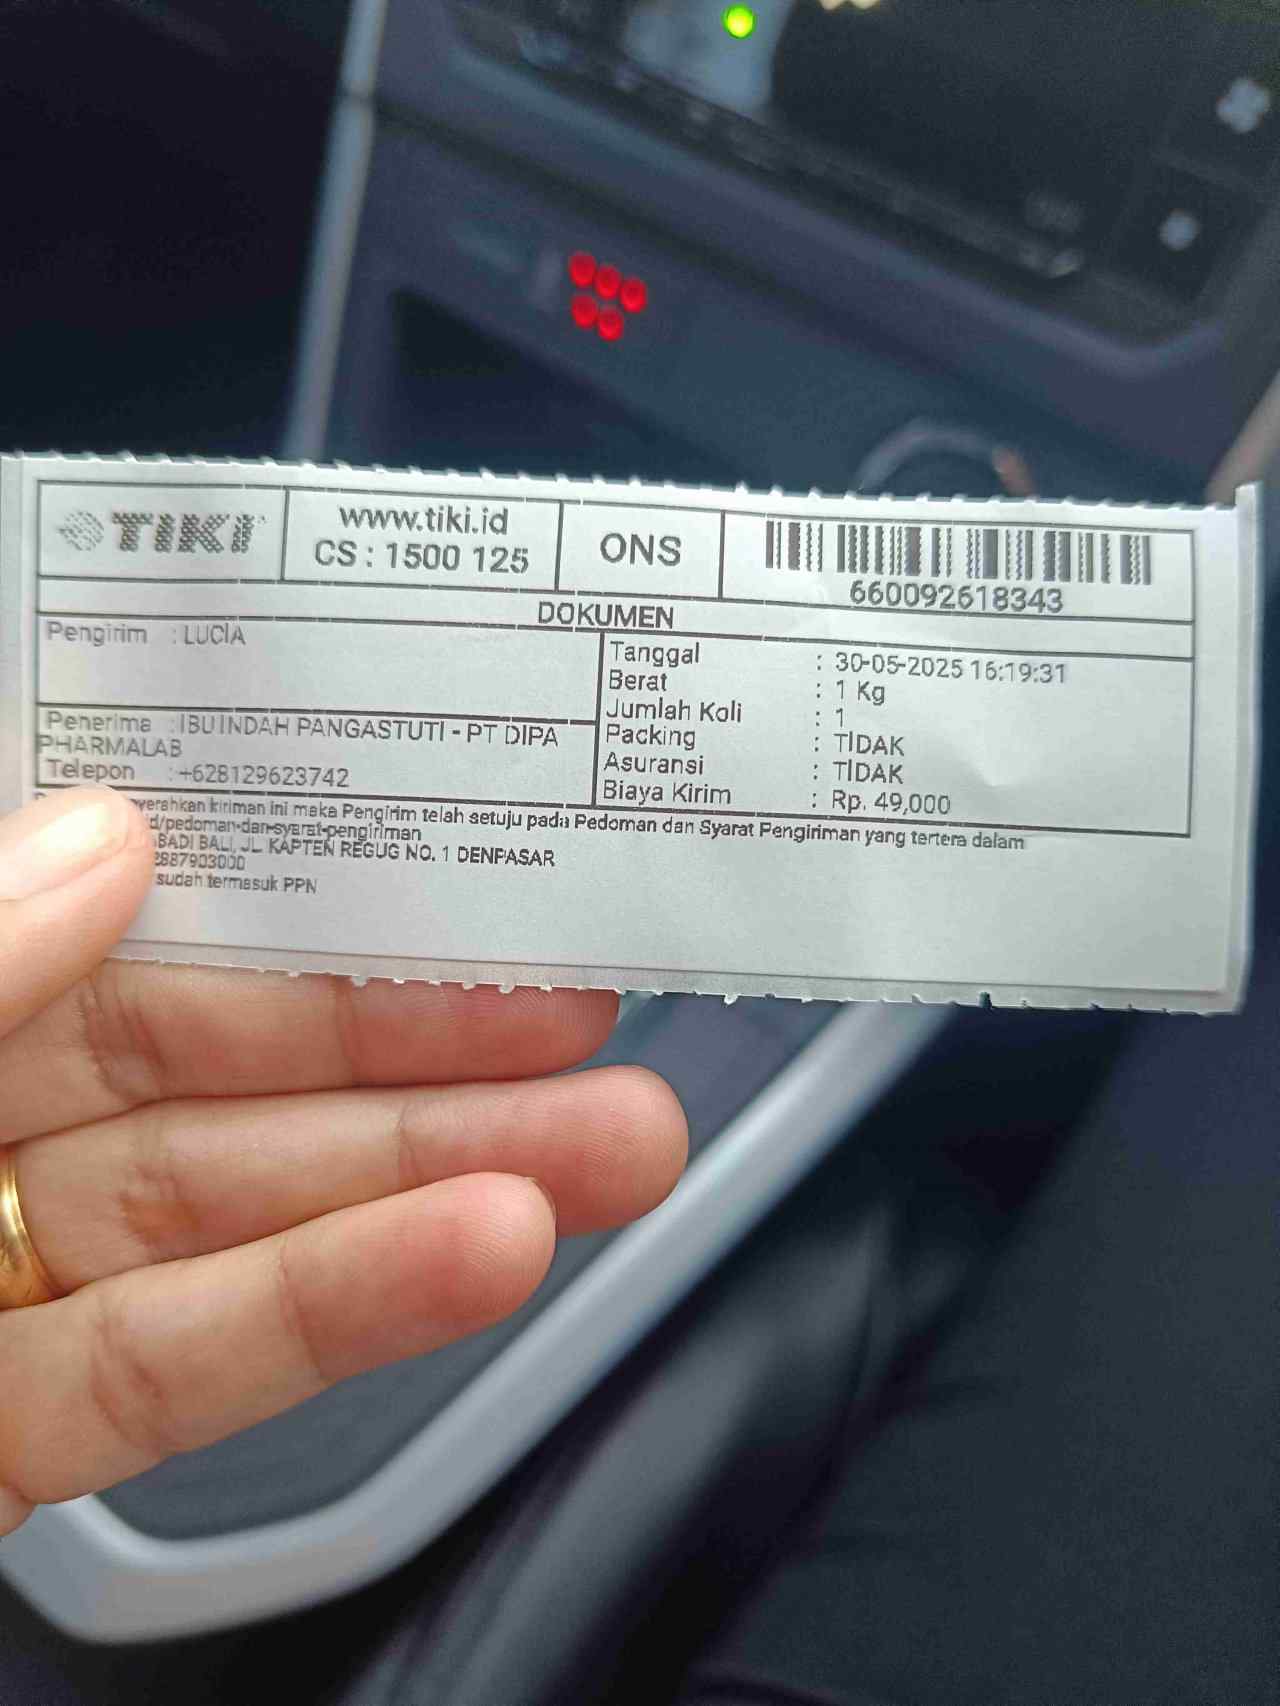 TIKI
www.tiki.id
CS : 1500 125
ONS
660092618343
DOKUMEN
Pengirim : LUCIA
Penerima : IBU INDAH PANGASTUTI - PT DIPA
PHARMALAB
Telepon : +628129623742
Tanggal : 30-05-2025 16:19:31
Berat : 1 Kg
Jumlah Koli : 1
Packing : TIDAK
Asuransi : TIDAK
Biaya Kirim : Rp. 49,000
yerahkan kiriman ini maka Pengirim telah setuju pada Pedoman dan Syarat Pengiriman yang tertera dalam
id/pedoman-dan-syarat-pengiriman
ABADI BALI, JL. KAPTEN REGUG NO. 1 DENPASAR
2887903000
sudah termasuk PPN